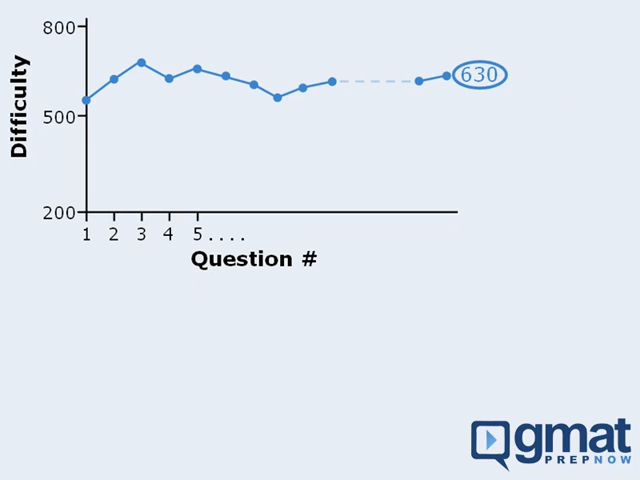 800
Difficulty
630
500
200
1 2 3 4 5 . . . .
Question #
gmat
PREPNOW